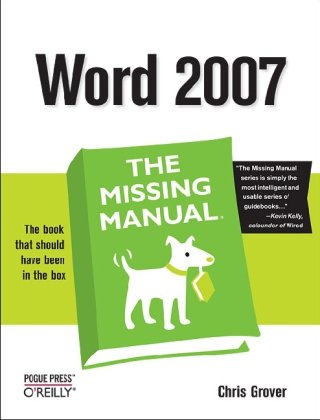 Word 2007
THE
MISSING
MANUAL®
"The Missing Manual
series is simply the
most intelligent and
usable series of
guidebooks..."
—Kevin Kelly,
cofounder of Wired
The book
that should
have been
in the box
POGUE PRESS™
O'REILLY®
Chris Grover